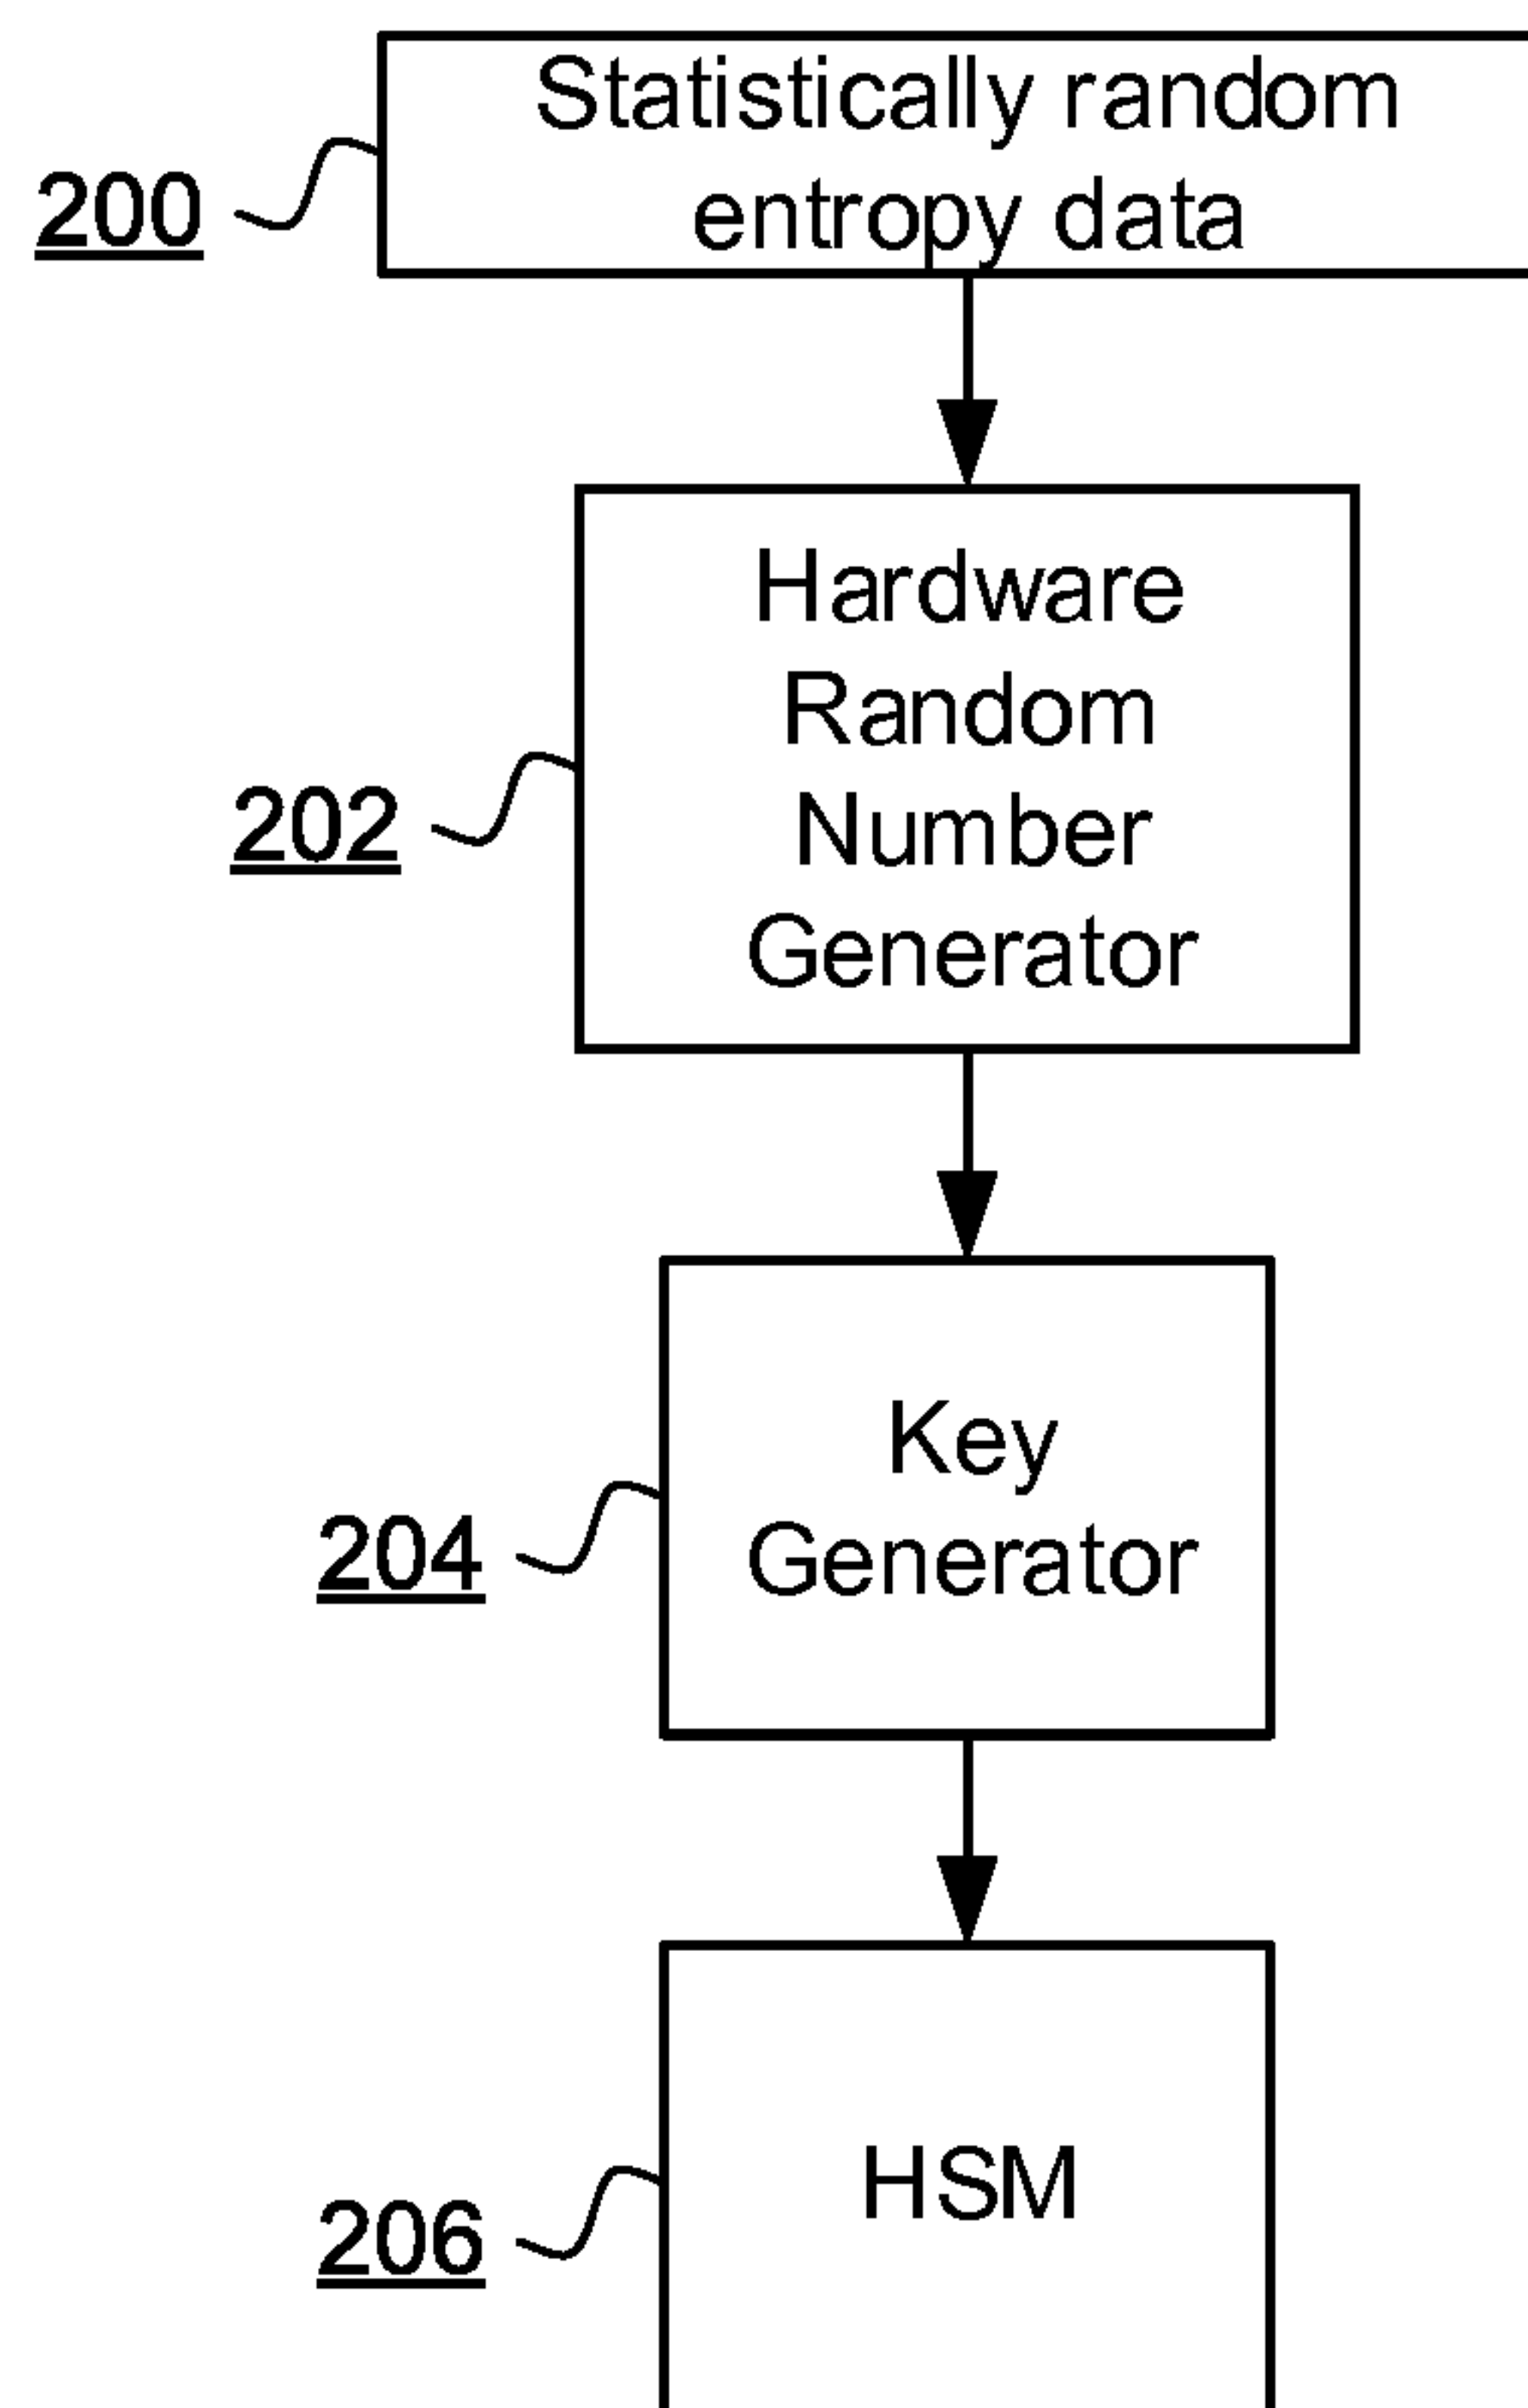 Statistically random
entropy data
200
Hardware
Random
Number
Generator
202
Key
Generator
204
HSM
206